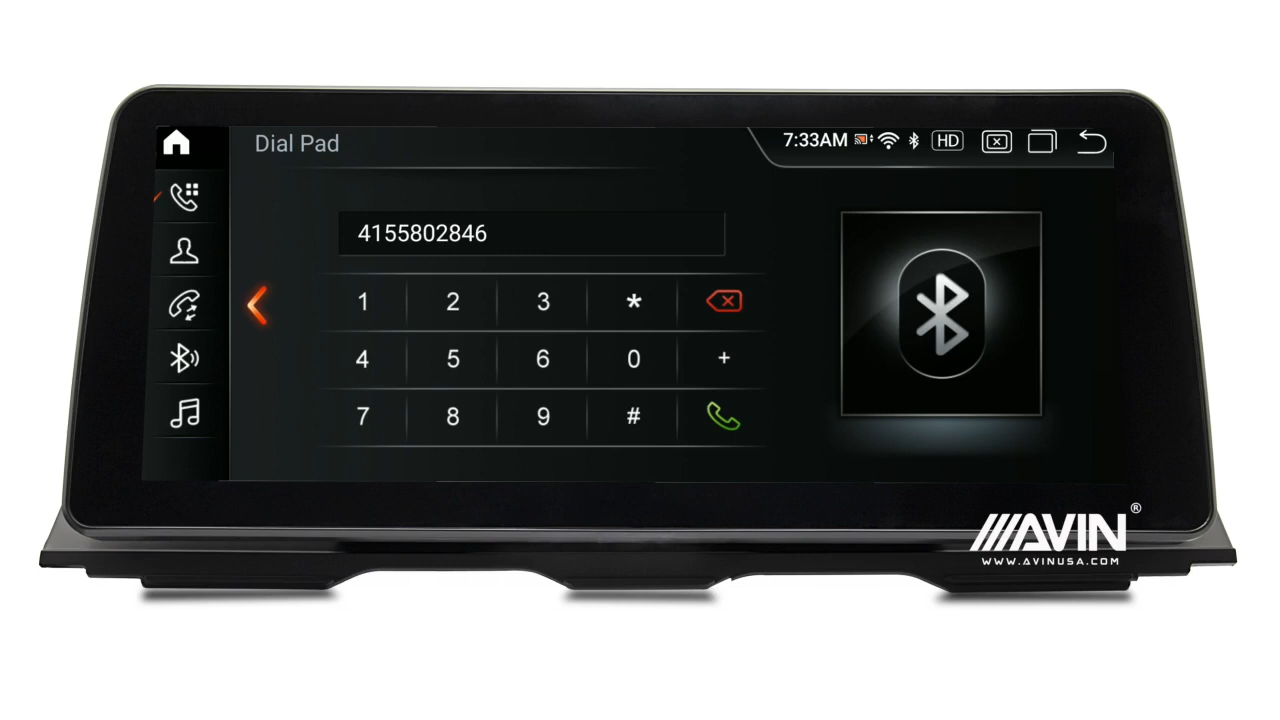 Dial Pad
7:33AM HD
4155802846
1 2 3 *
4 5 6 0 +
7 8 9 #
///AVIN®
WWW.AVINUSA.COM